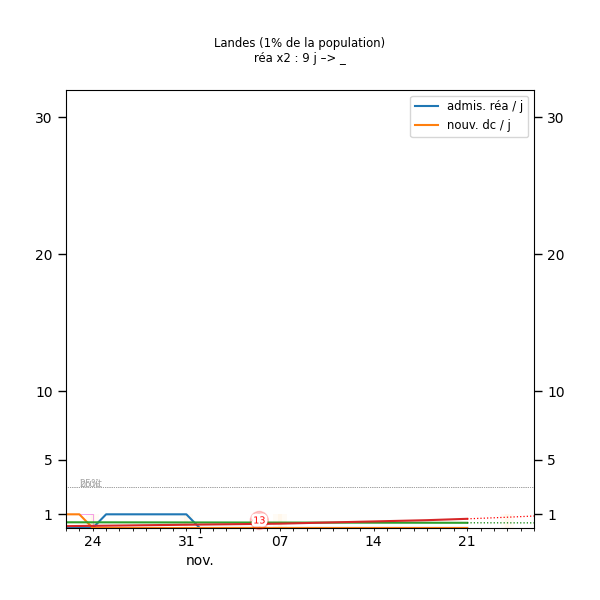 Landes (1% de la population)
réa x2 : 9 j –> _
admis. réa / j
nouv. dc / j
30 30
20 20
10 10
5 5
13
1 1
24 31 - 07 14 21
nov.